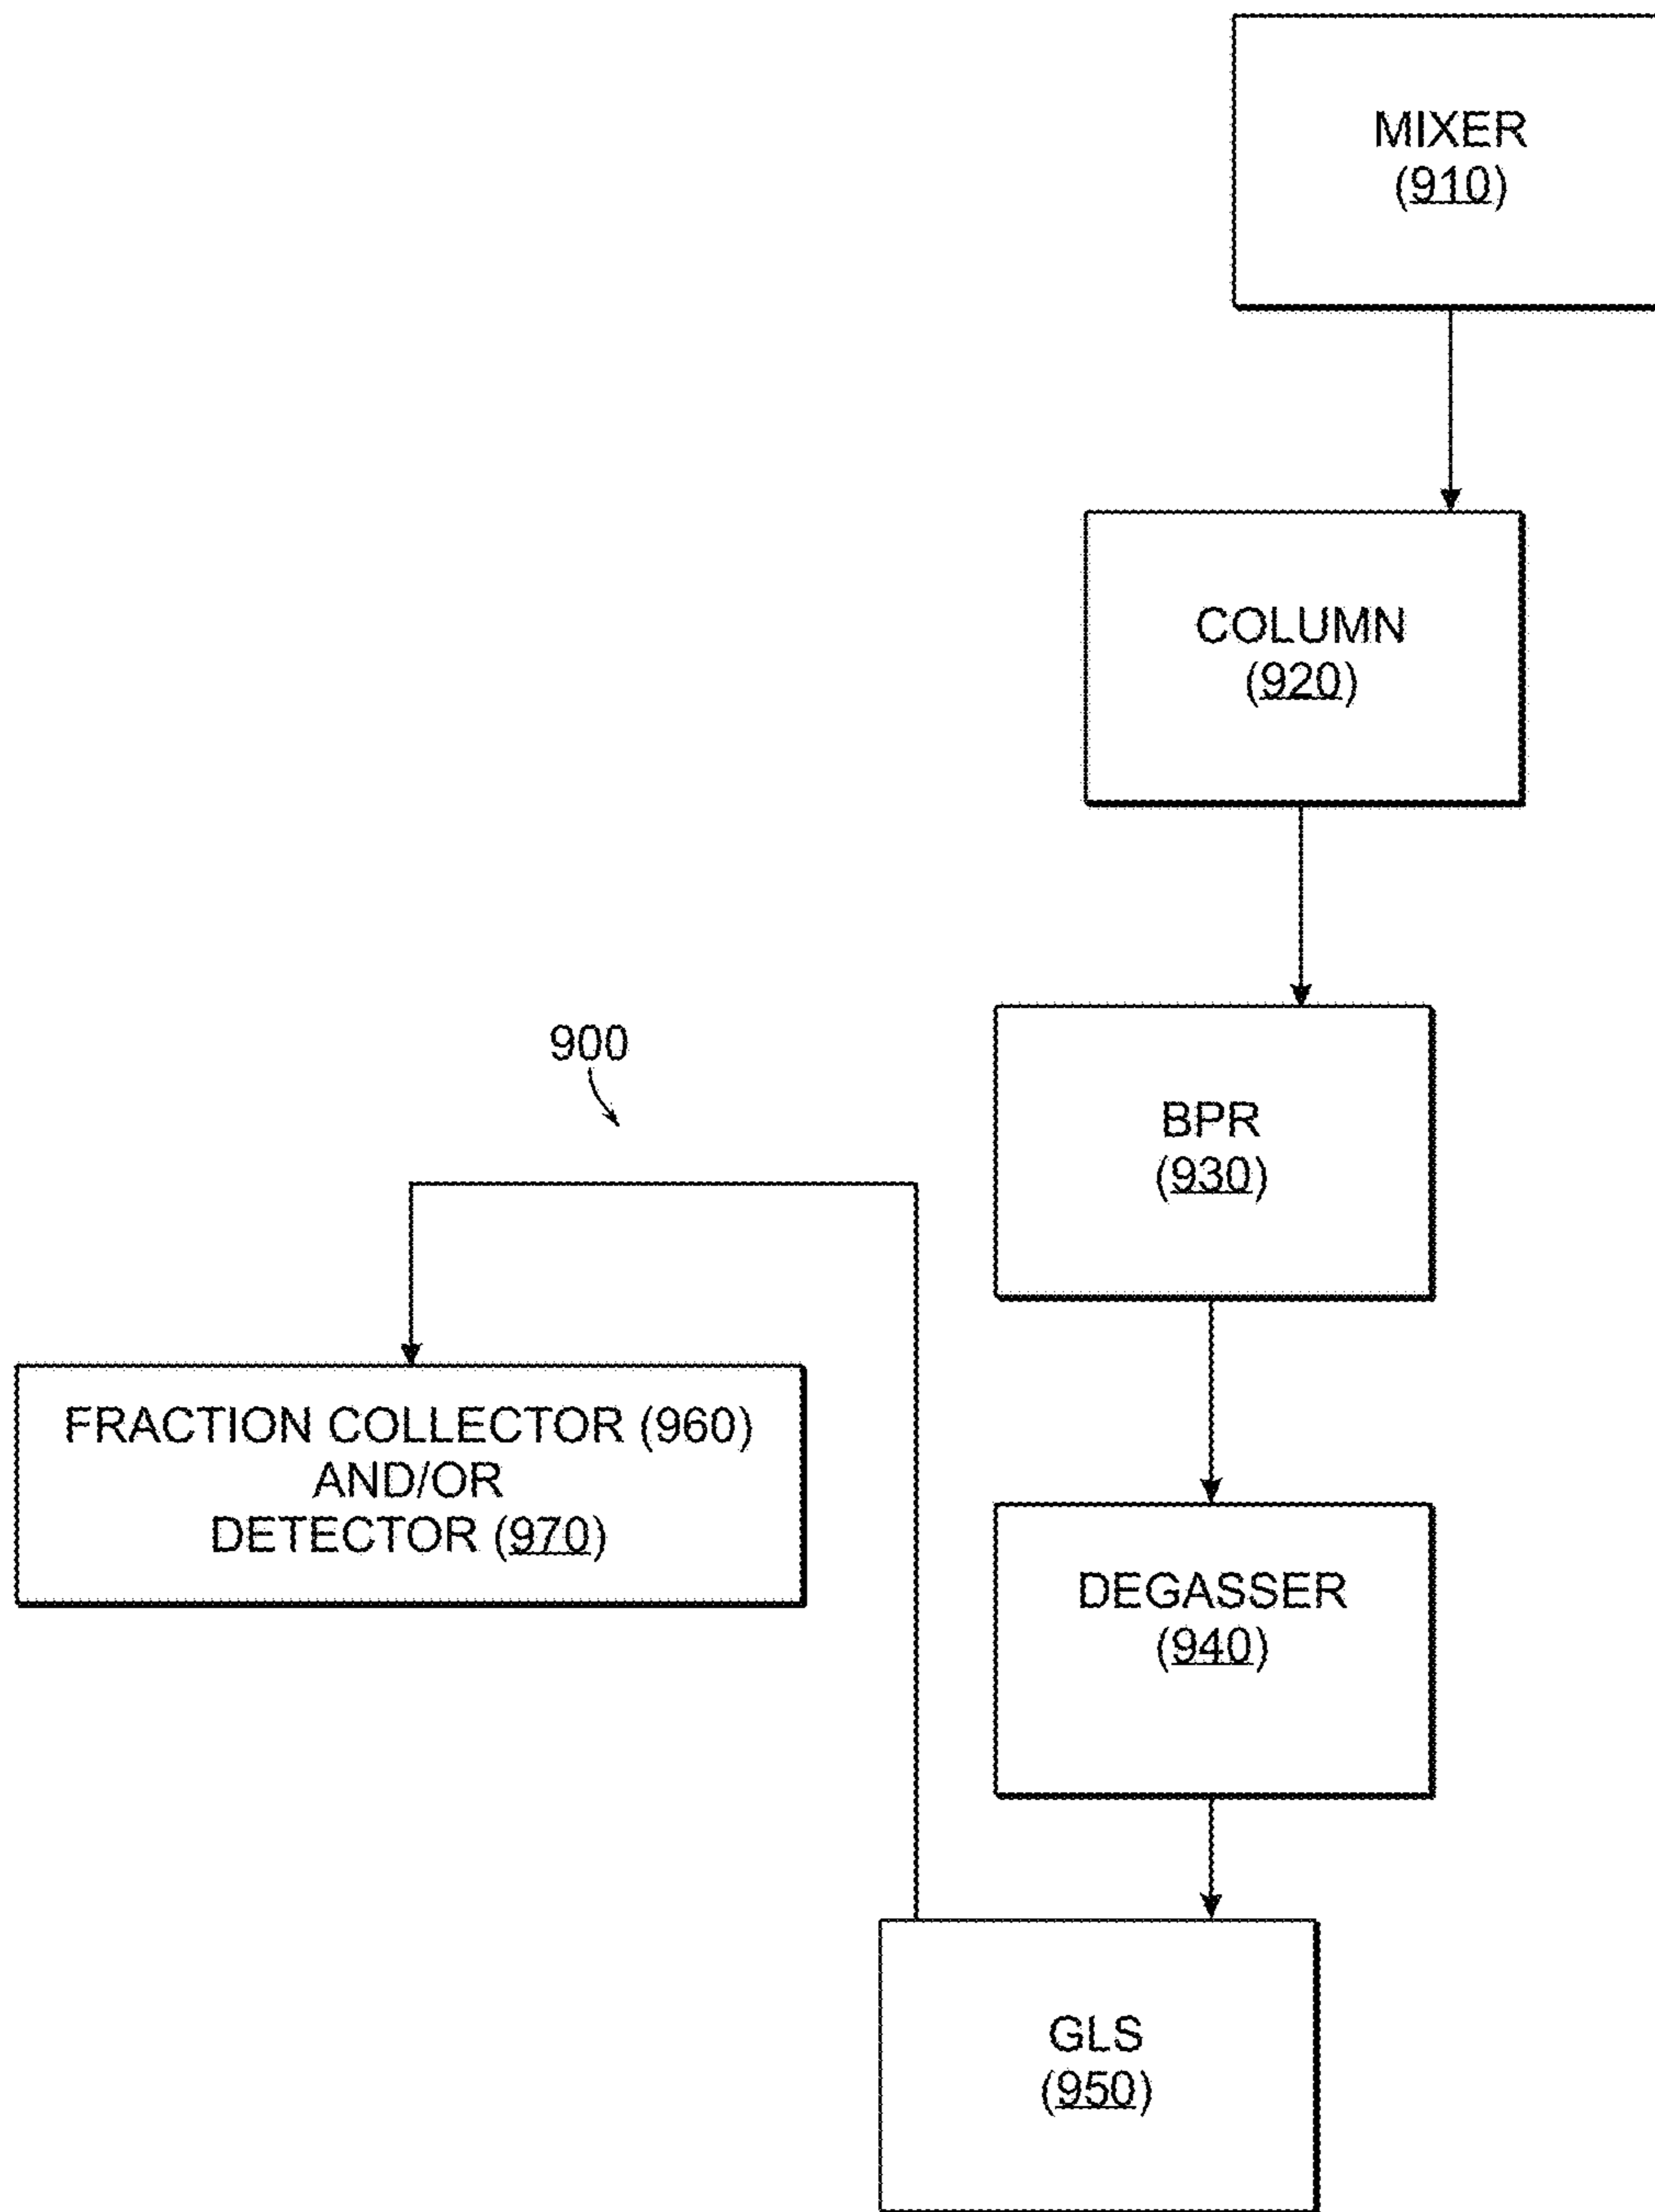 MIXER
(910)
COLUMN
(920)
BPR
(930)
900
FRACTION COLLECTOR (960)
AND/OR
DETECTOR (970)
DEGASSER
(940)
GLS
(950)